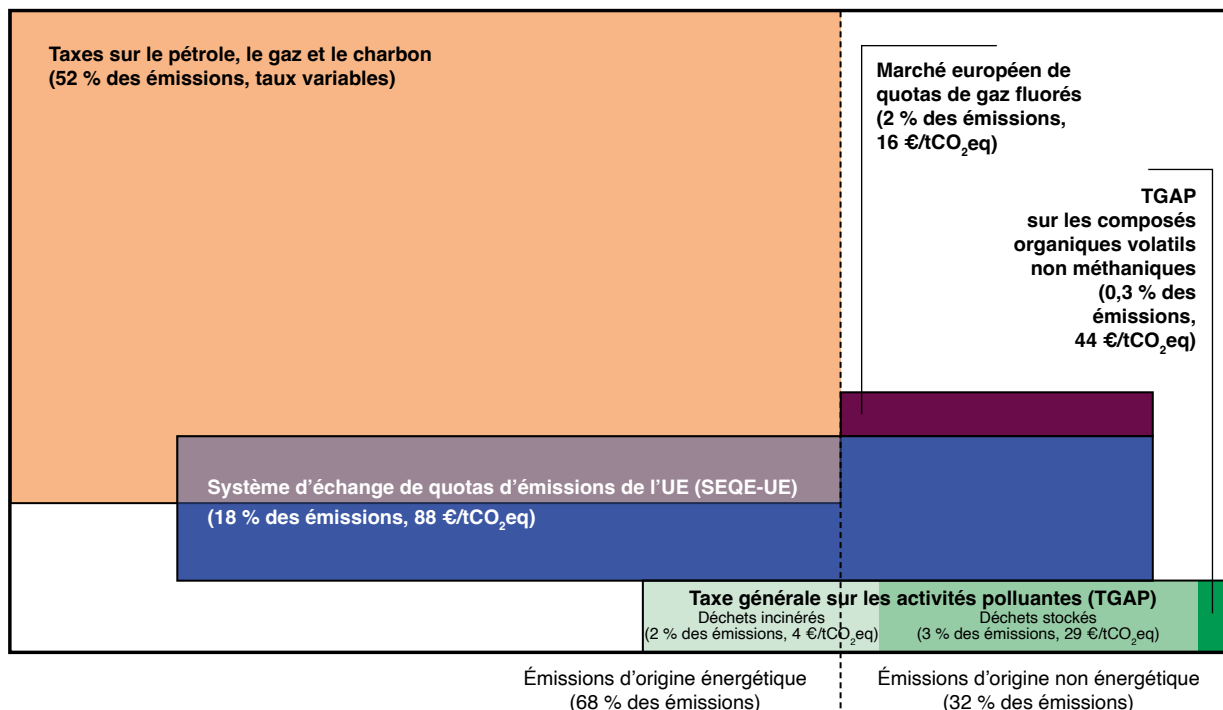 Taxes sur le pétrole, le gaz et le charbon
(52 % des émissions, taux variables)
Marché européen de
quotas de gaz fluorés
(2 % des émissions,
16 €/tCO₂eq)
TGAP
sur les composés
organiques volatils
non méthaniques
(0,3 % des
émissions,
44 €/tCO₂eq)
Système d’échange de quotas d’émissions de l’UE (SEQE-UE)
(18 % des émissions, 88 €/tCO₂eq)
Taxe générale sur les activités polluantes (TGAP)
Déchets incinérés
(2 % des émissions, 4 €/tCO₂eq)
Déchets stockés
(3 % des émissions, 29 €/tCO₂eq)
Émissions d’origine énergétique
(68 % des émissions)
Émissions d’origine non énergétique
(32 % des émissions)